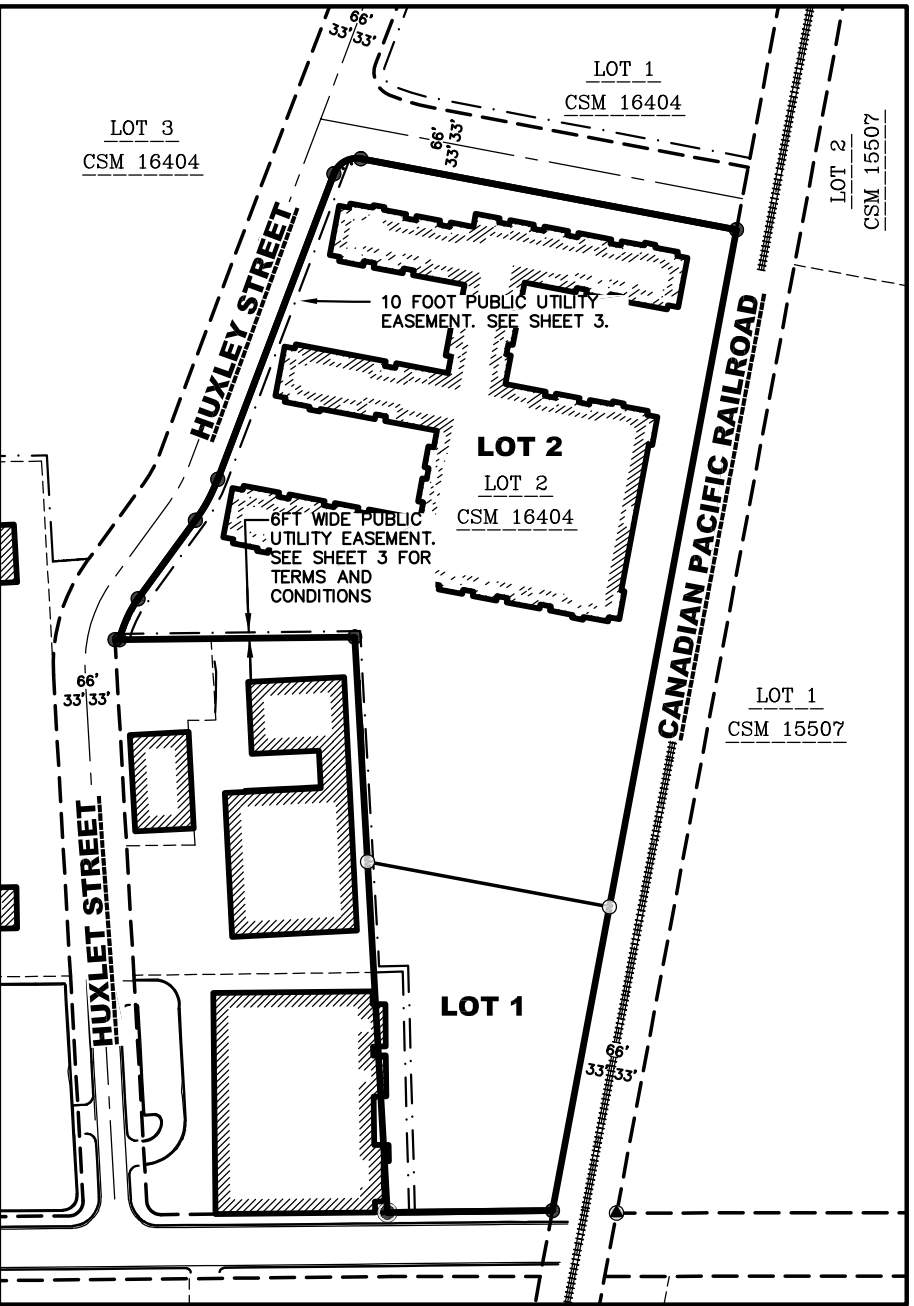 66'
33' 33'
LOT 1
CSM 16404
LOT 3
CSM 16404
66'
33' 33'
LOT 2
CSM 15507
HUXLEY STREET
10 FOOT PUBLIC UTILITY
EASEMENT. SEE SHEET 3.
CANADIAN PACIFIC RAILROAD
LOT 2
LOT 2
CSM 16404
6FT WIDE PUBLIC
UTILITY EASEMENT.
SEE SHEET 3 FOR
TERMS AND
CONDITIONS
66'
33' 33'
LOT 1
CSM 15507
HUXLET STREET
LOT 1
66'
33' 33'